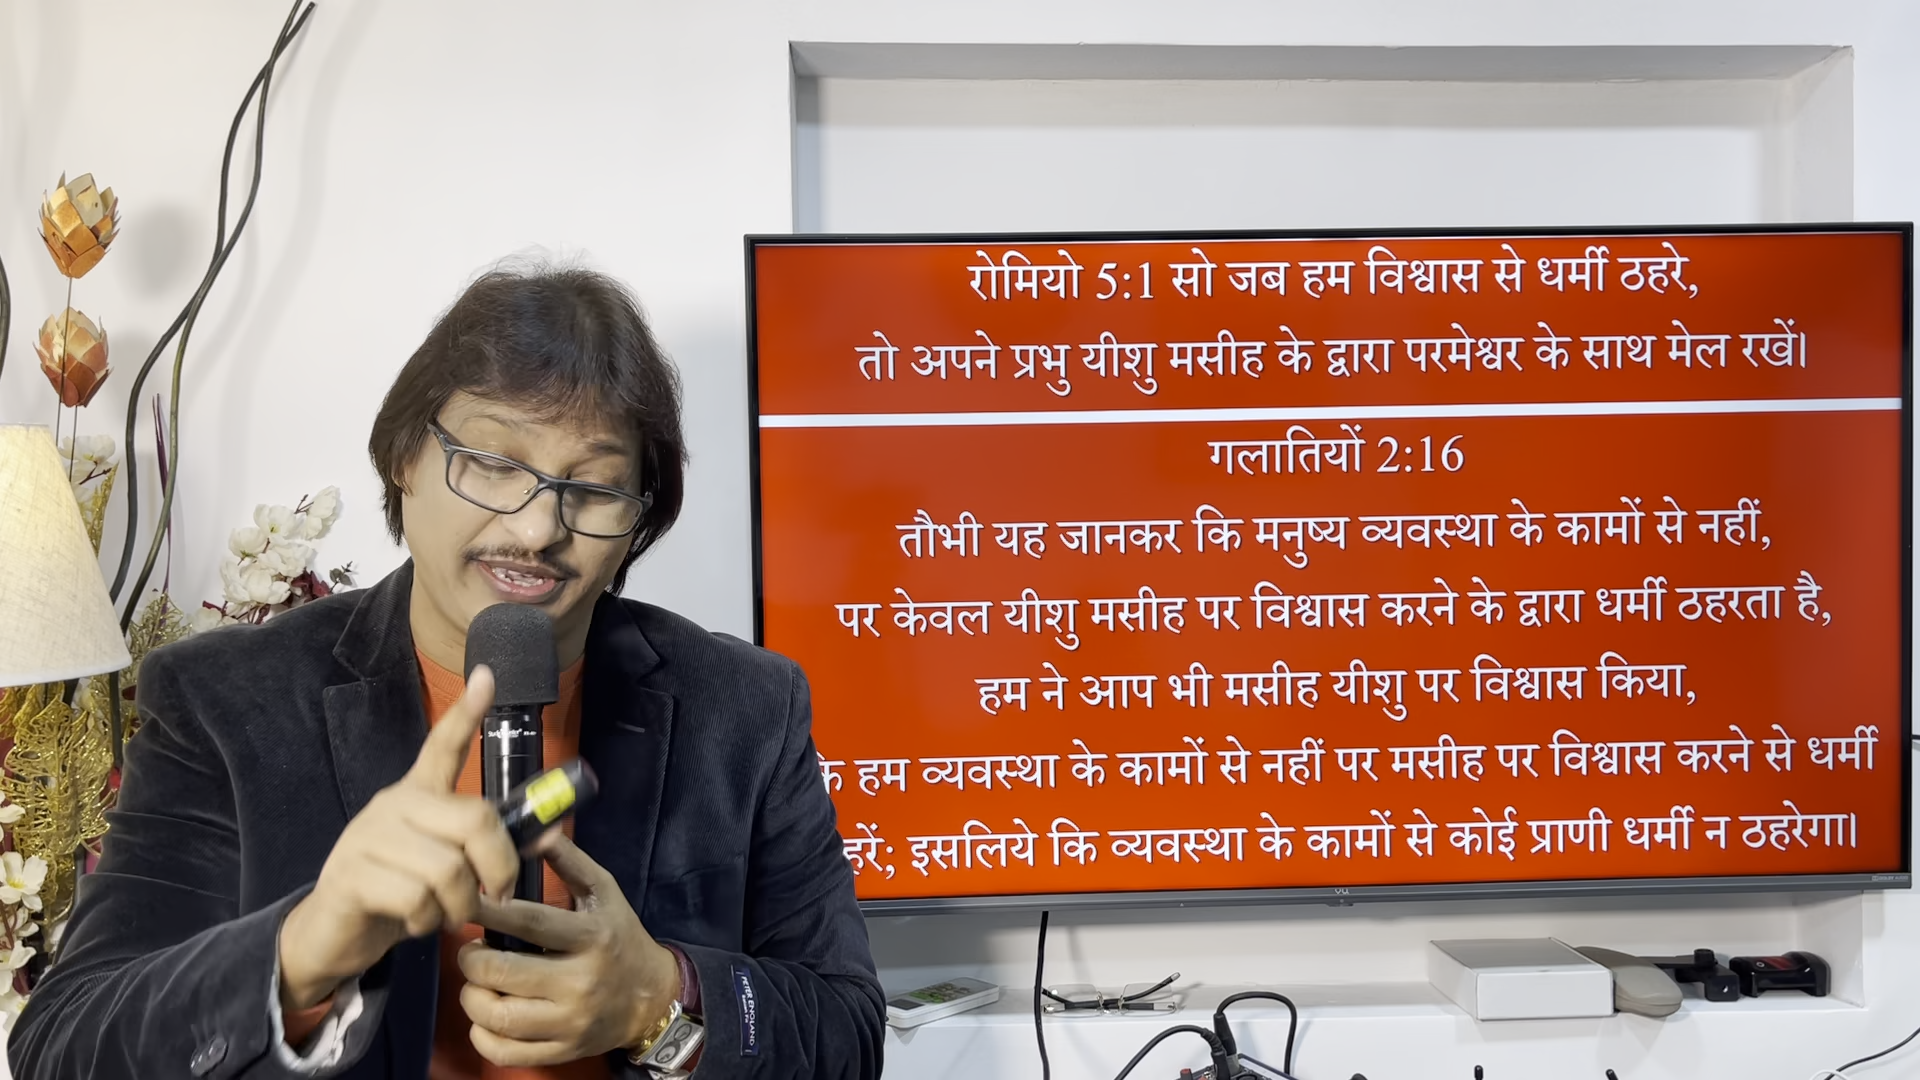 रोमियो 5:1 सो जब हम विश्वास से धर्मी ठहरे,
तो अपने प्रभु यीशु मसीह के द्वारा परमेश्वर के साथ मेल रखें।
गलातियों 2:16
तौभी यह जानकर कि मनुष्य व्यवस्था के कामों से नहीं,
पर केवल यीशु मसीह पर विश्वास करने के द्वारा धर्मी ठहरता है,
हम ने आप भी मसीह यीशु पर विश्वास किया,
हम व्यवस्था के कामों से नहीं पर मसीह पर विश्वास करने से धर्मी
इसलिये कि व्यवस्था के कामों से कोई प्राणी धर्मी न ठहरेगा।
PETER ENGLAND